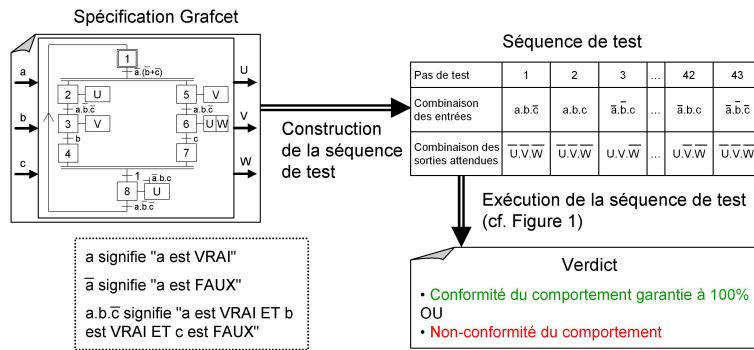 Spécification Grafcet
a
b
c
1
a̅.(b̅+c̅)
2
U
a.b.c̅
3
V
b
4
5
V
a.b.c̅
6
U W
c
7
1
a̅.b.c
8
U
a.b̅.c̅
U
V
W
Construction
de la séquence
de test
Séquence de test
Pas de test 1 2 3 ... 42 43
Combinaison
des entrées
a.b.c̅ a.b.c a̅.b̅.c ... a̅.b.c a̅.b̅.c̅
Combinaison des
sorties attendues
U̅.V̅.W̅ U̅.V̅.W̅ U.V.W̅ ... U.V̅.W̅ U̅.V̅.W̅
Exécution de la séquence de test
(cf. Figure 1)
a signifie "a est VRAI"
a̅ signifie "a est FAUX"
a.b.c̅ signifie "a est VRAI ET b
est VRAI ET c est FAUX"
Verdict
• Conformité du comportement garantie à 100%
OU
• Non-conformité du comportement